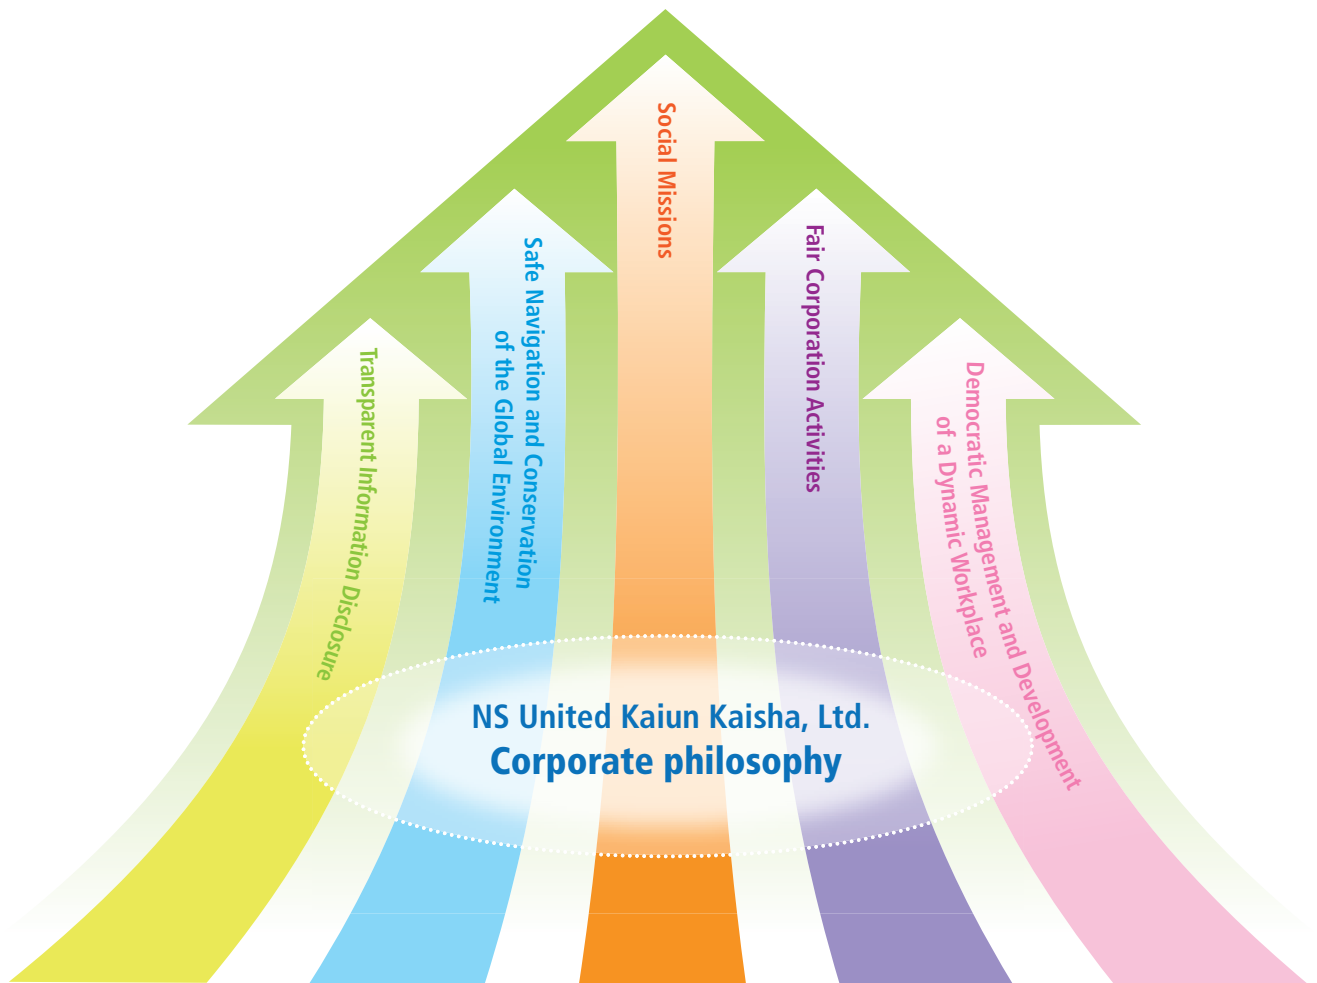 Social Missions
Safe Navigation and Conservation
of the Global Environment
Fair Corporation Activities
Transparent Information Disclosure
Democratic Management and Development
of a Dynamic Workplace
NS United Kaiun Kaisha, Ltd.
Corporate philosophy